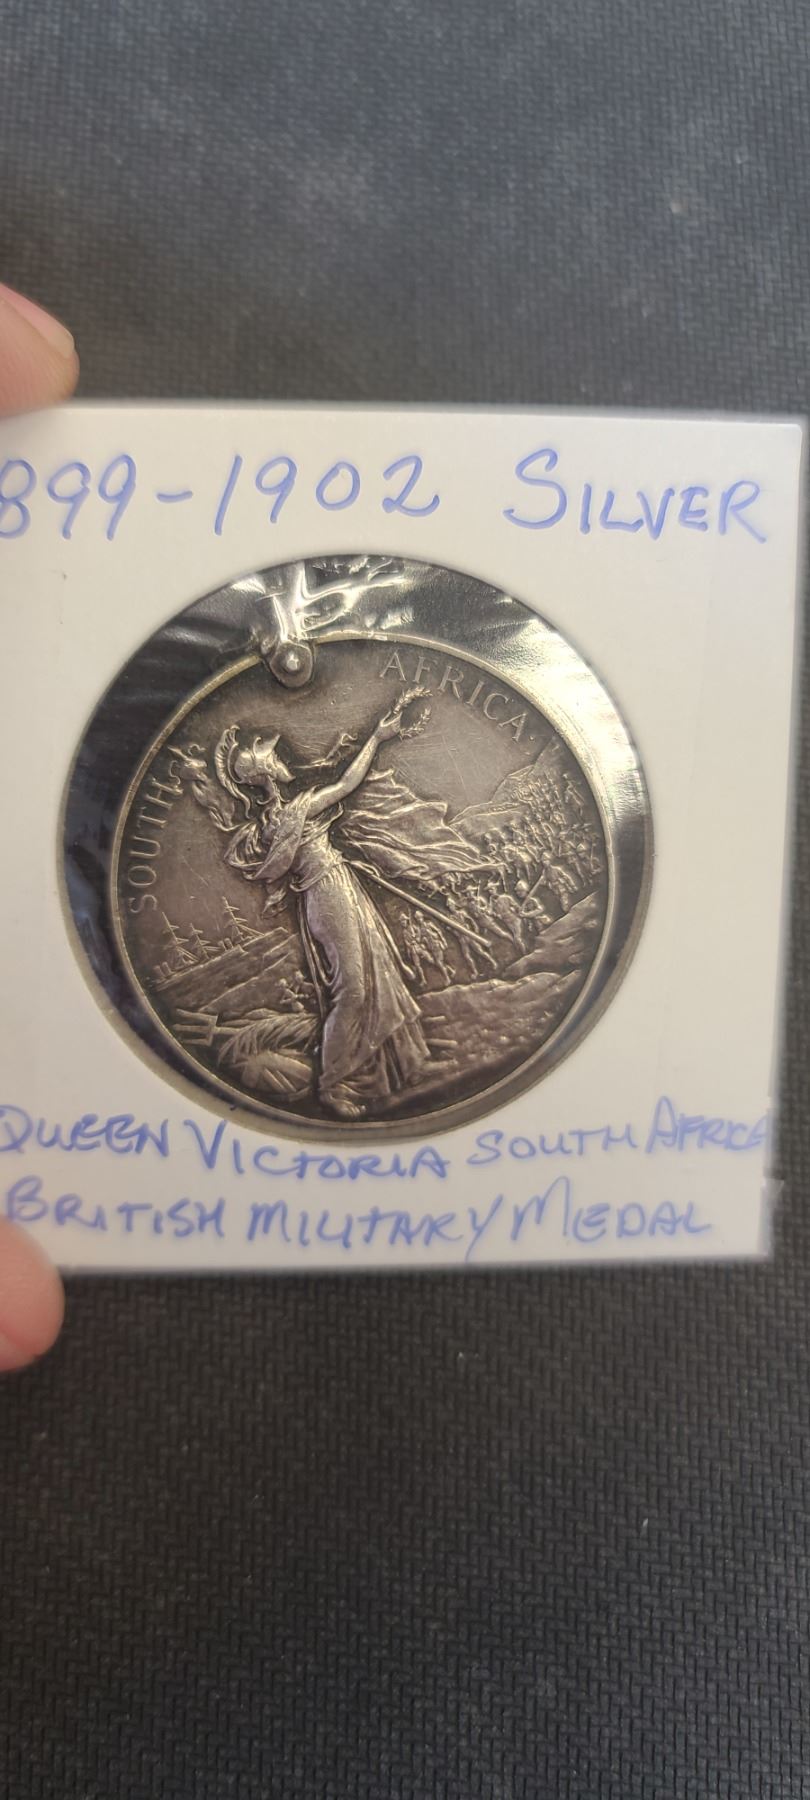 899-1902 SILVER
SOUTH AFRICA.
QUEEN VICTORIA SOUTH AFRICA
BRITISH MILITARY MEDAL